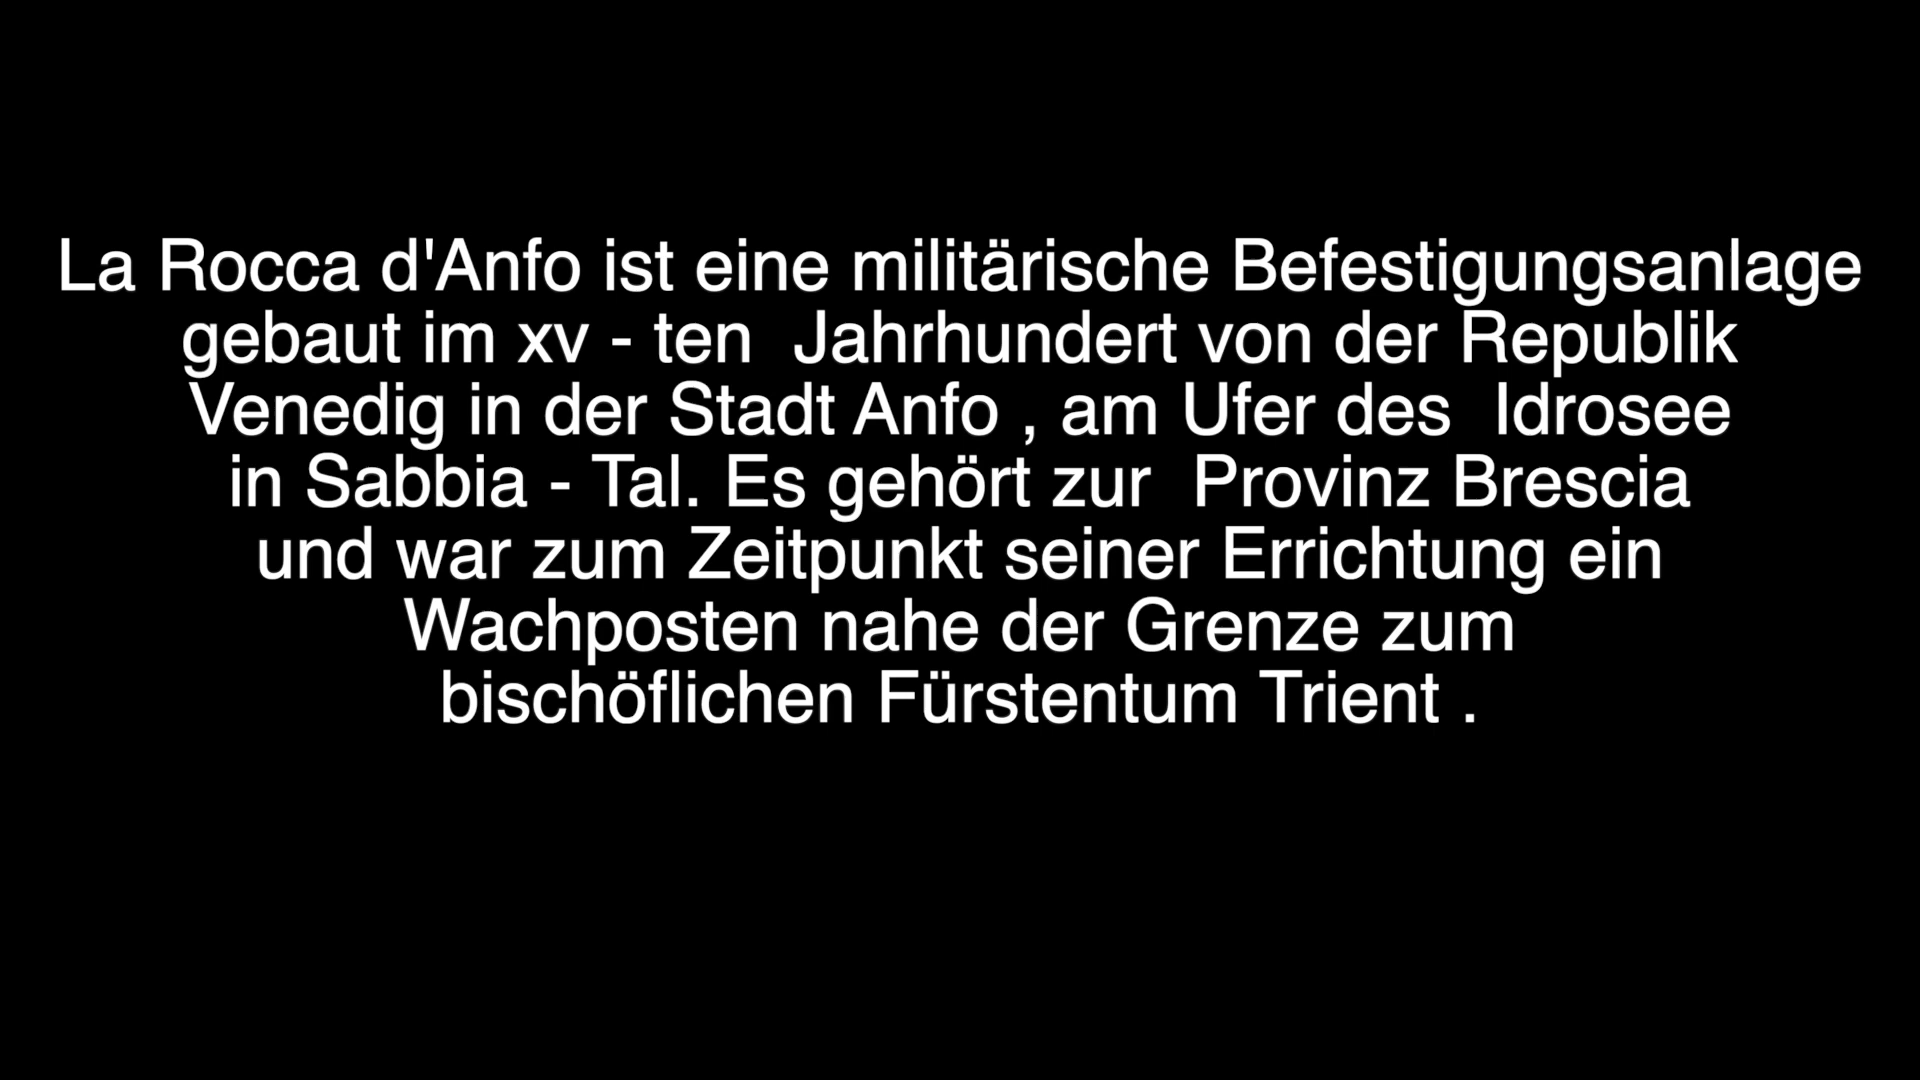 La Rocca d'Anfo ist eine militärische Befestigungsanlage
gebaut im xv - ten  Jahrhundert von der Republik
Venedig in der Stadt Anfo , am Ufer des  Idrosee
in Sabbia - Tal. Es gehört zur  Provinz Brescia
und war zum Zeitpunkt seiner Errichtung ein
Wachposten nahe der Grenze zum
bischöflichen Fürstentum Trient .